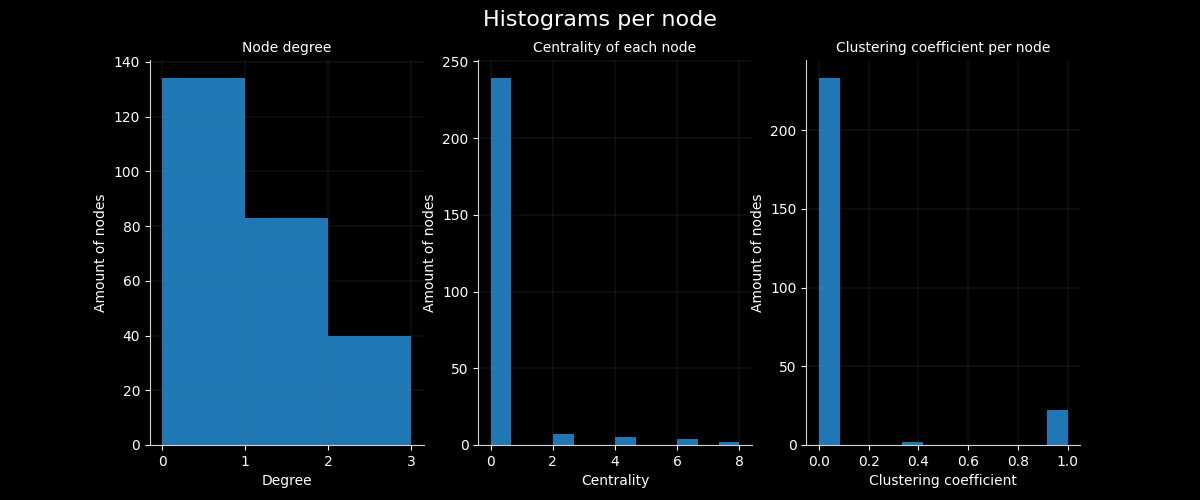 Histograms per node
Node degree
Amount of nodes
140
120
100
80
60
40
20
0
0 1 2 3
Degree
Centrality of each node
Amount of nodes
250
200
150
100
50
0
0 2 4 6 8
Centrality
Clustering coefficient per node
Amount of nodes
200
150
100
50
0
0.0 0.2 0.4 0.6 0.8 1.0
Clustering coefficient